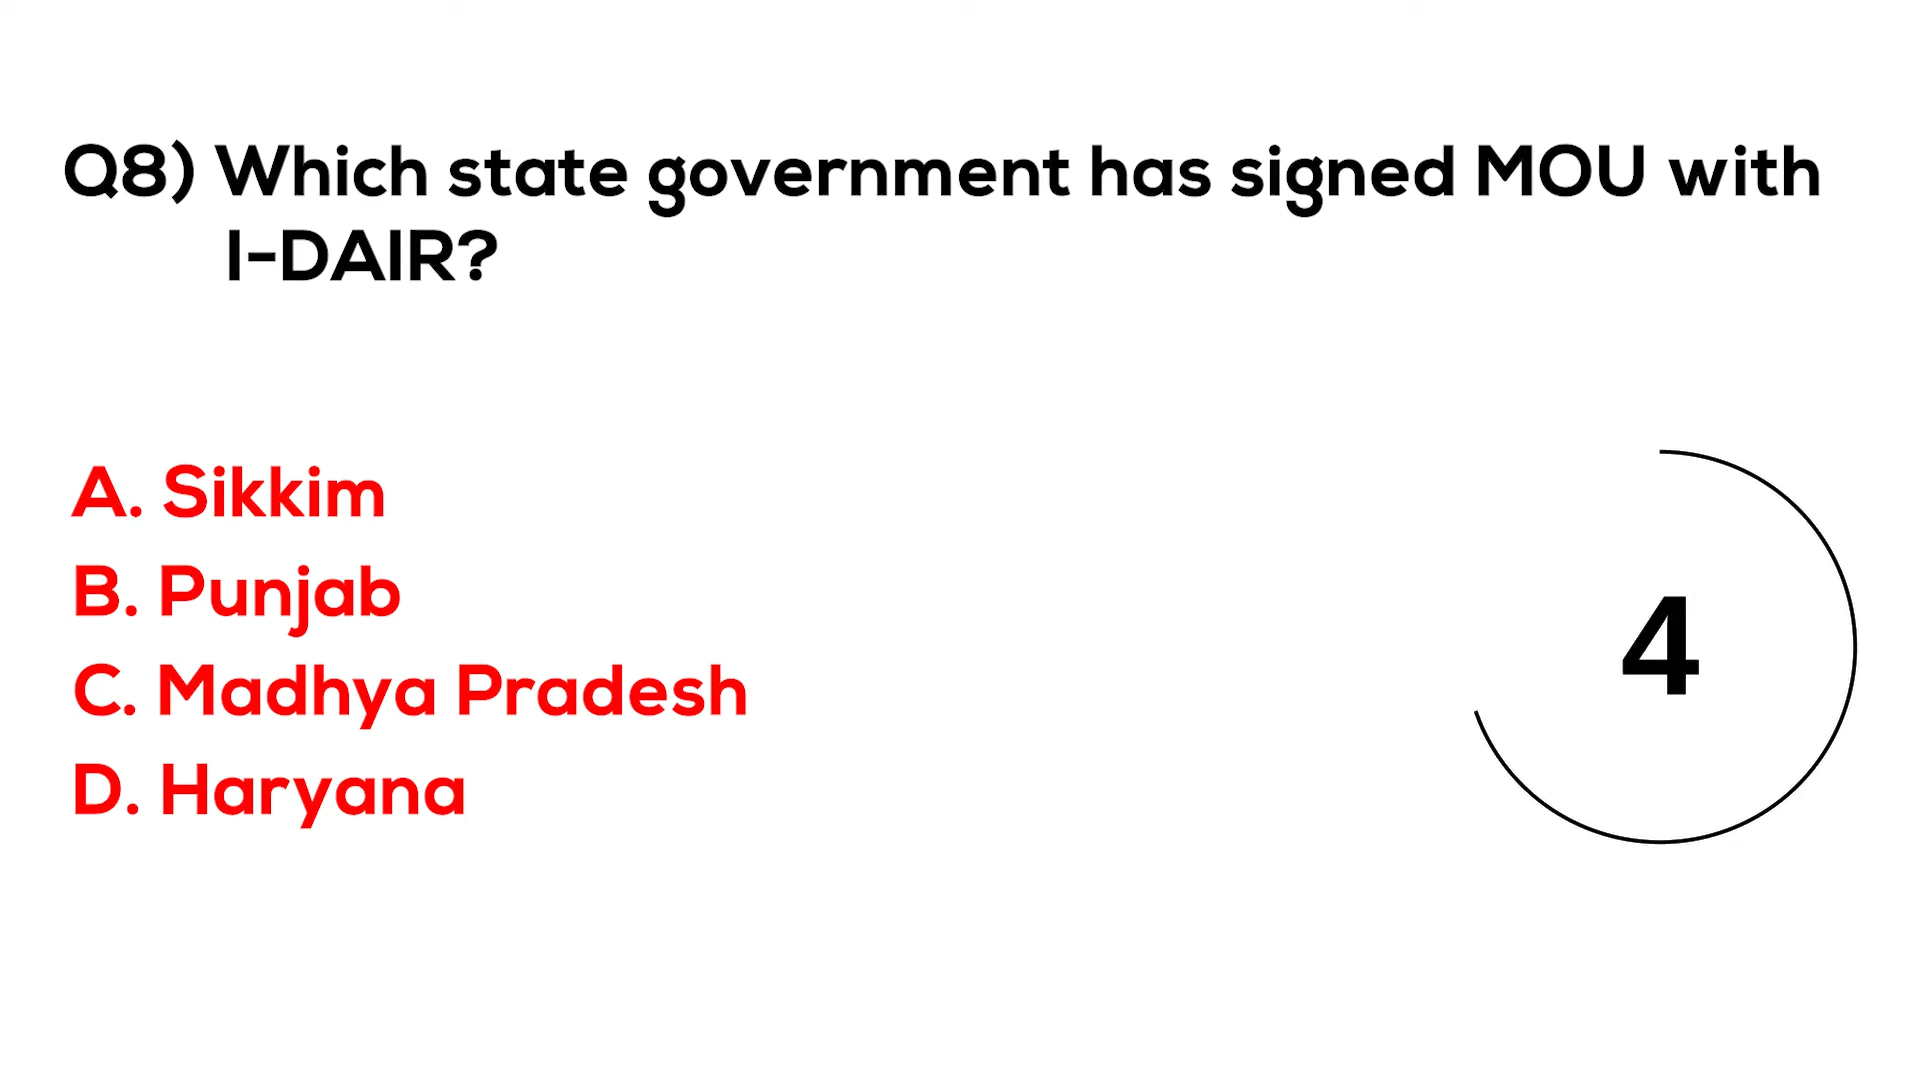 Q8) Which state government has signed MOU with
I-DAIR?
A. Sikkim
B. Punjab
C. Madhya Pradesh
D. Haryana
4